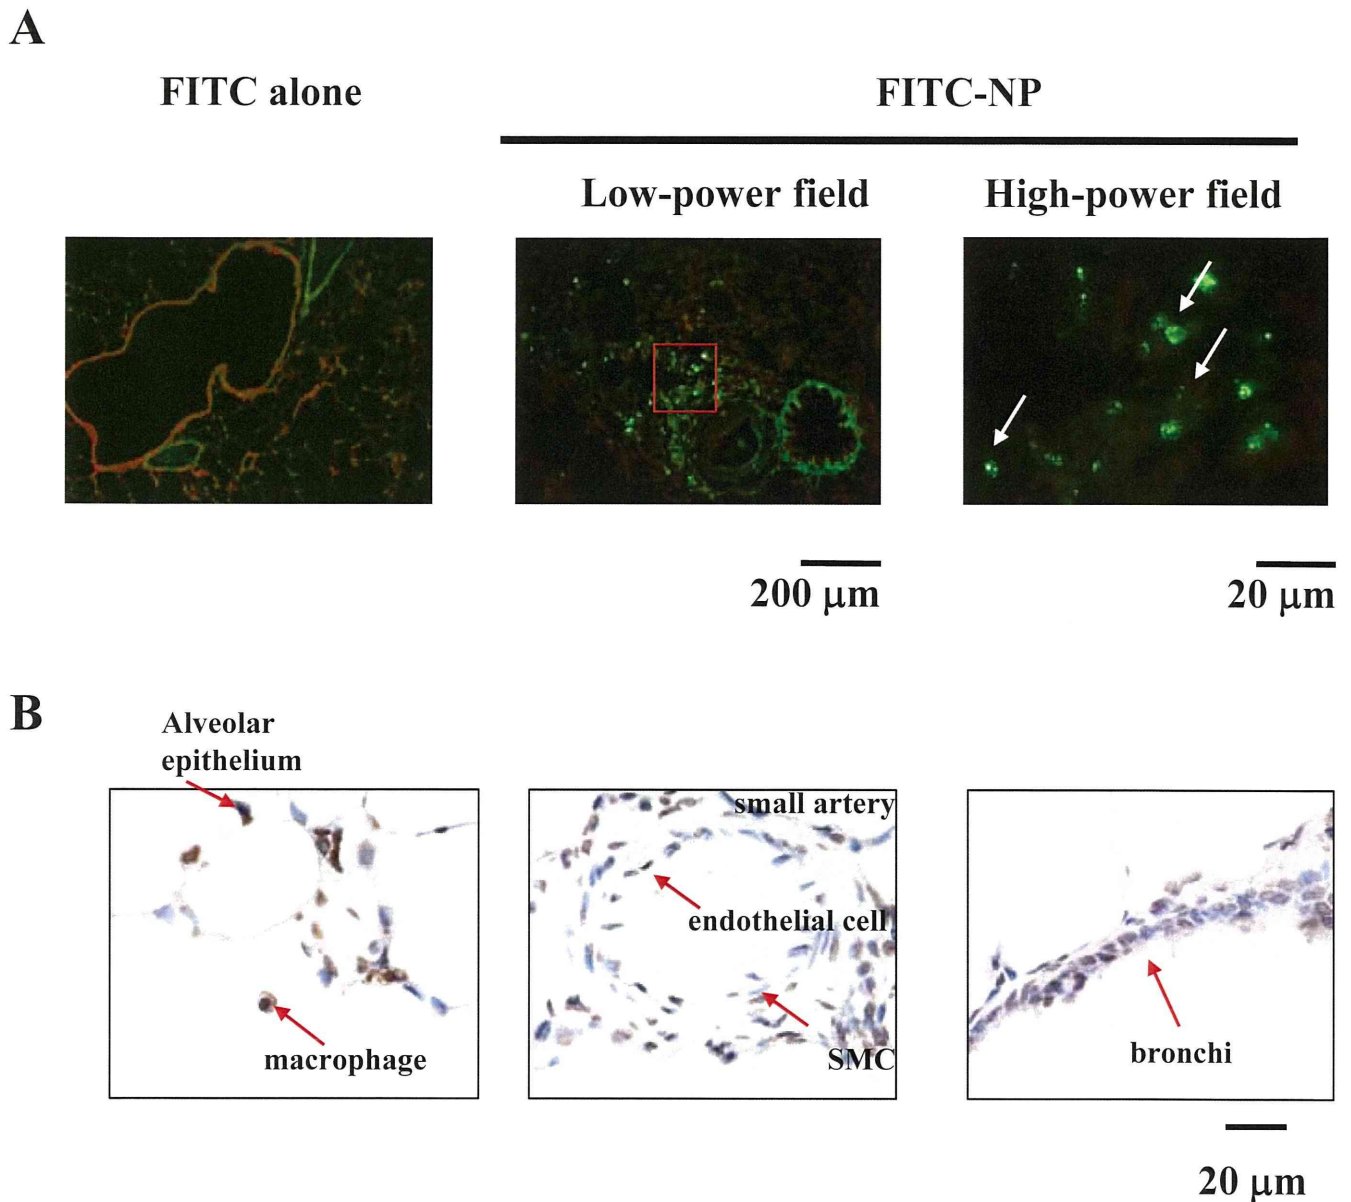 A
FITC alone
FITC-NP
Low-power field
High-power field
200 μm
20 μm
B
Alveolar
epithelium
macrophage
small artery
endothelial cell
SMC
bronchi
20 μm